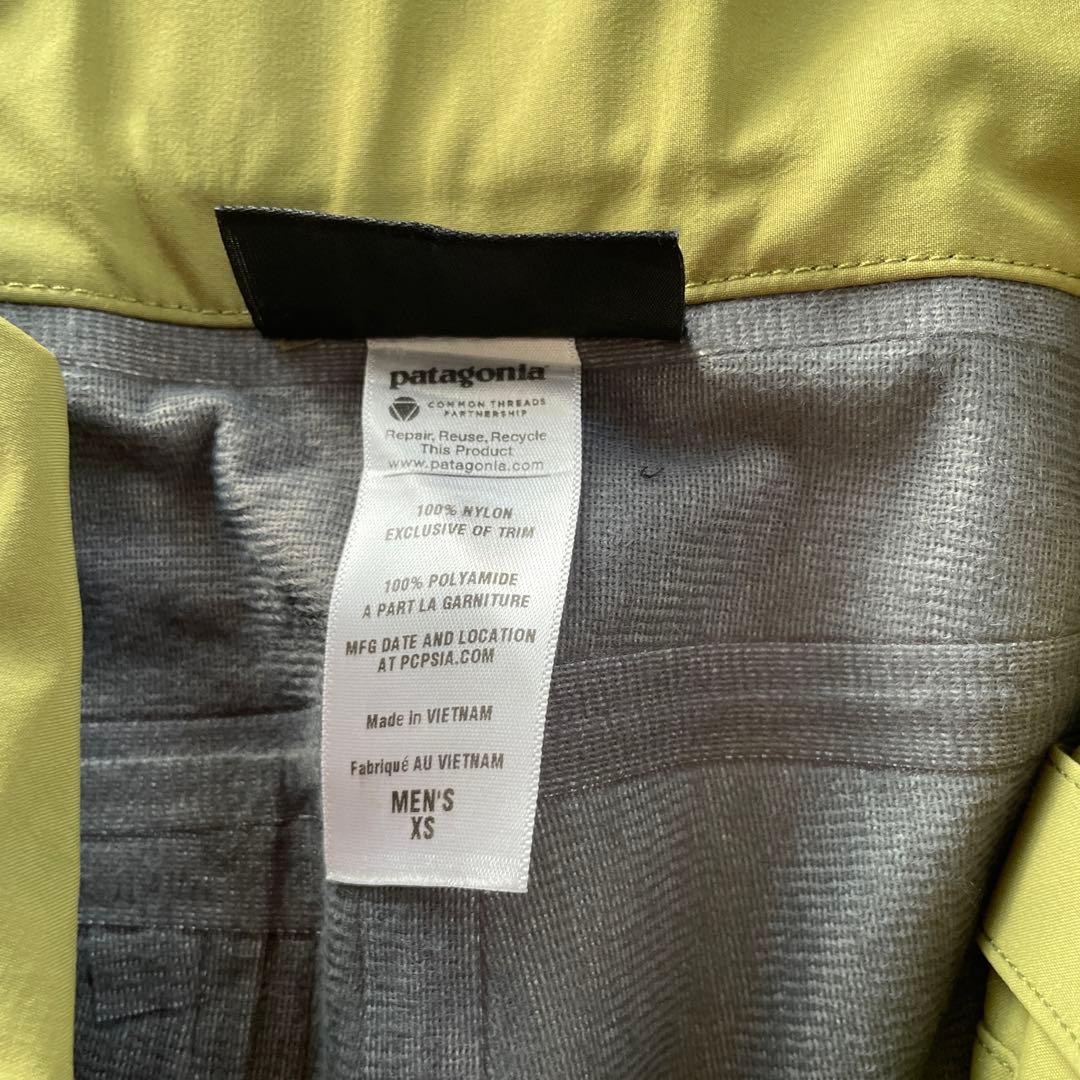 patagonia
COMMON THREADS
PARTNERSHIP
Repair, Reuse, Recycle
This Product
www.patagonia.com
100% NYLON
EXCLUSIVE OF TRIM
100% POLYAMIDE
A PART LA GARNITURE
MFG DATE AND LOCATION
AT PCPSIA.COM
Made in VIETNAM
Fabriqué AU VIETNAM
MEN'S
XS